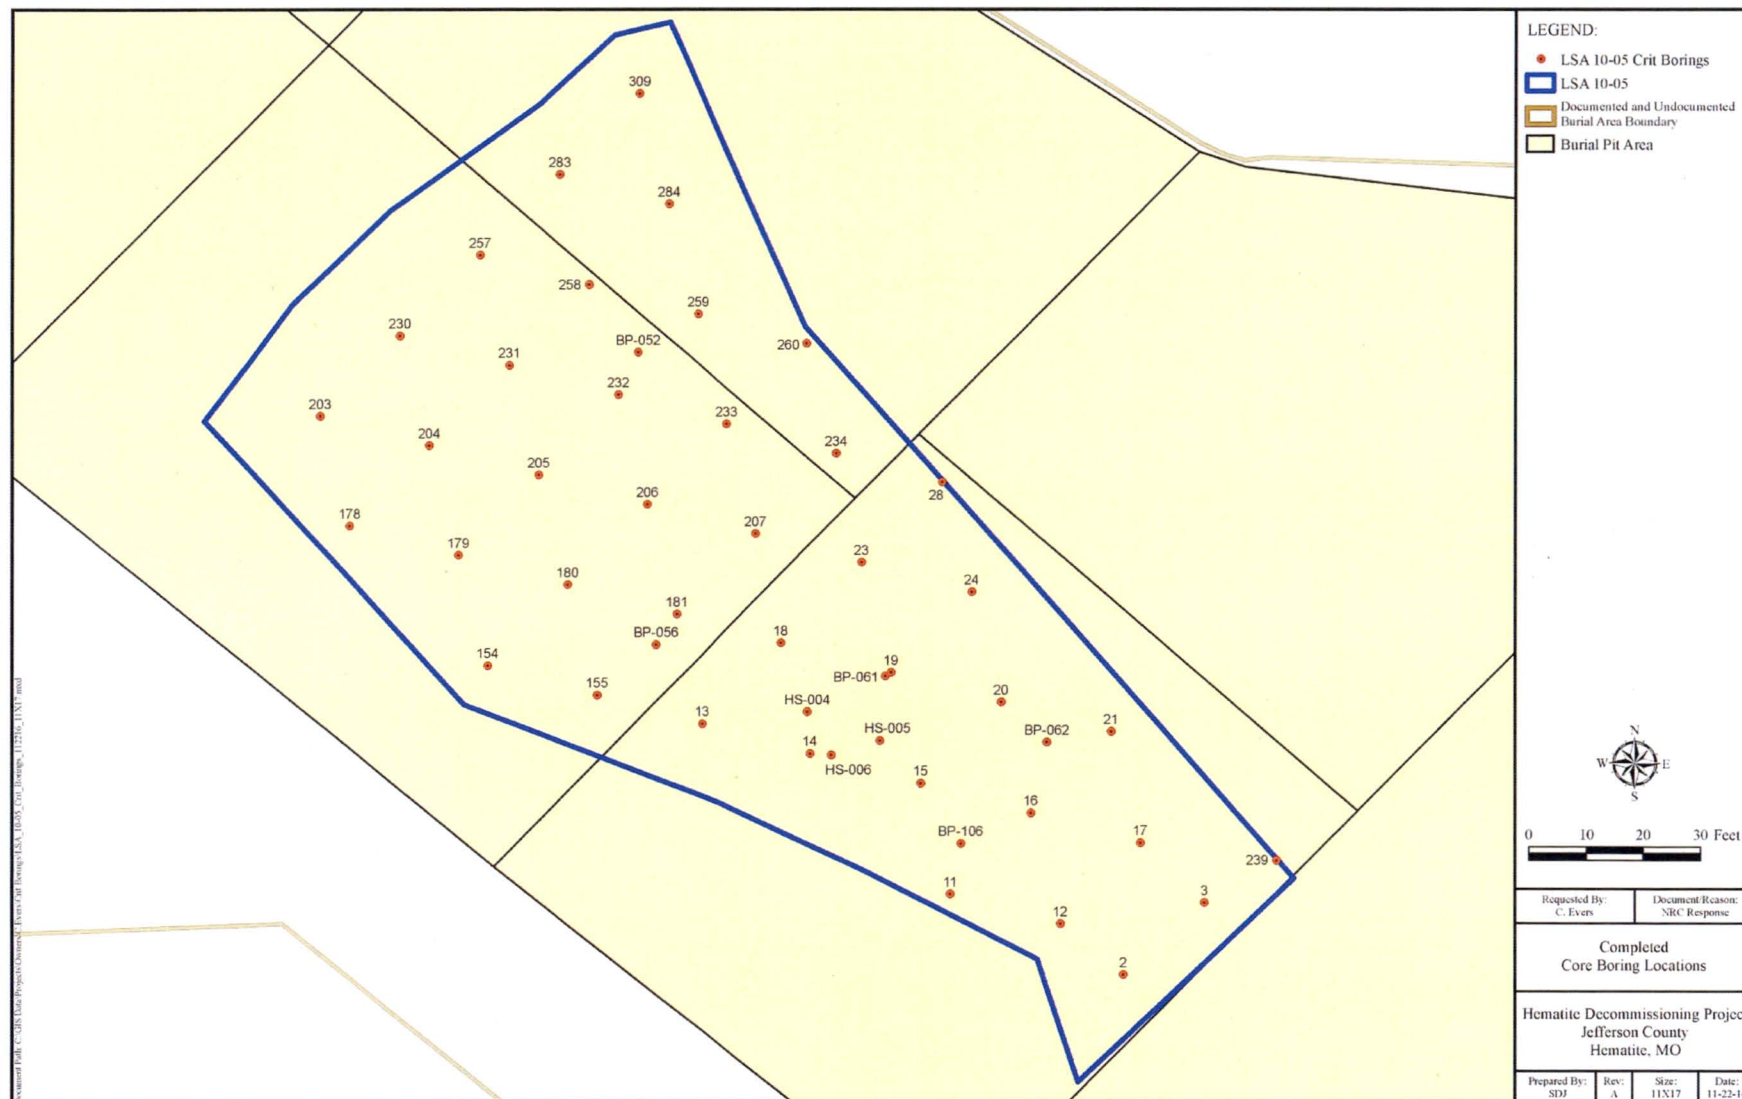 309
283
284
257
258
259
230
BP-052
260
231
232
203
233
204
234
205
28
206
178
207
179
23
180
24
181
18
BP-056
154
19
BP-061
155
20
HS-004
13
21
HS-005
BP-062
14
HS-006
15
16
BP-106
17
239
11
3
12
2
LEGEND:
LSA 10-05 Crit Borings
LSA 10-05
Documented and Undocumented
Burial Area Boundary
Burial Pit Area
N
W E
S
0 10 20 30 Feet
Requested By:
C. Evers
Document/Reason:
NRC Response
Completed
Core Boring Locations
Hematite Decommissioning Projec
Jefferson County
Hematite, MO
Prepared By:
SDJ
Rev:
A
Size:
11X17
Date:
11-22-1